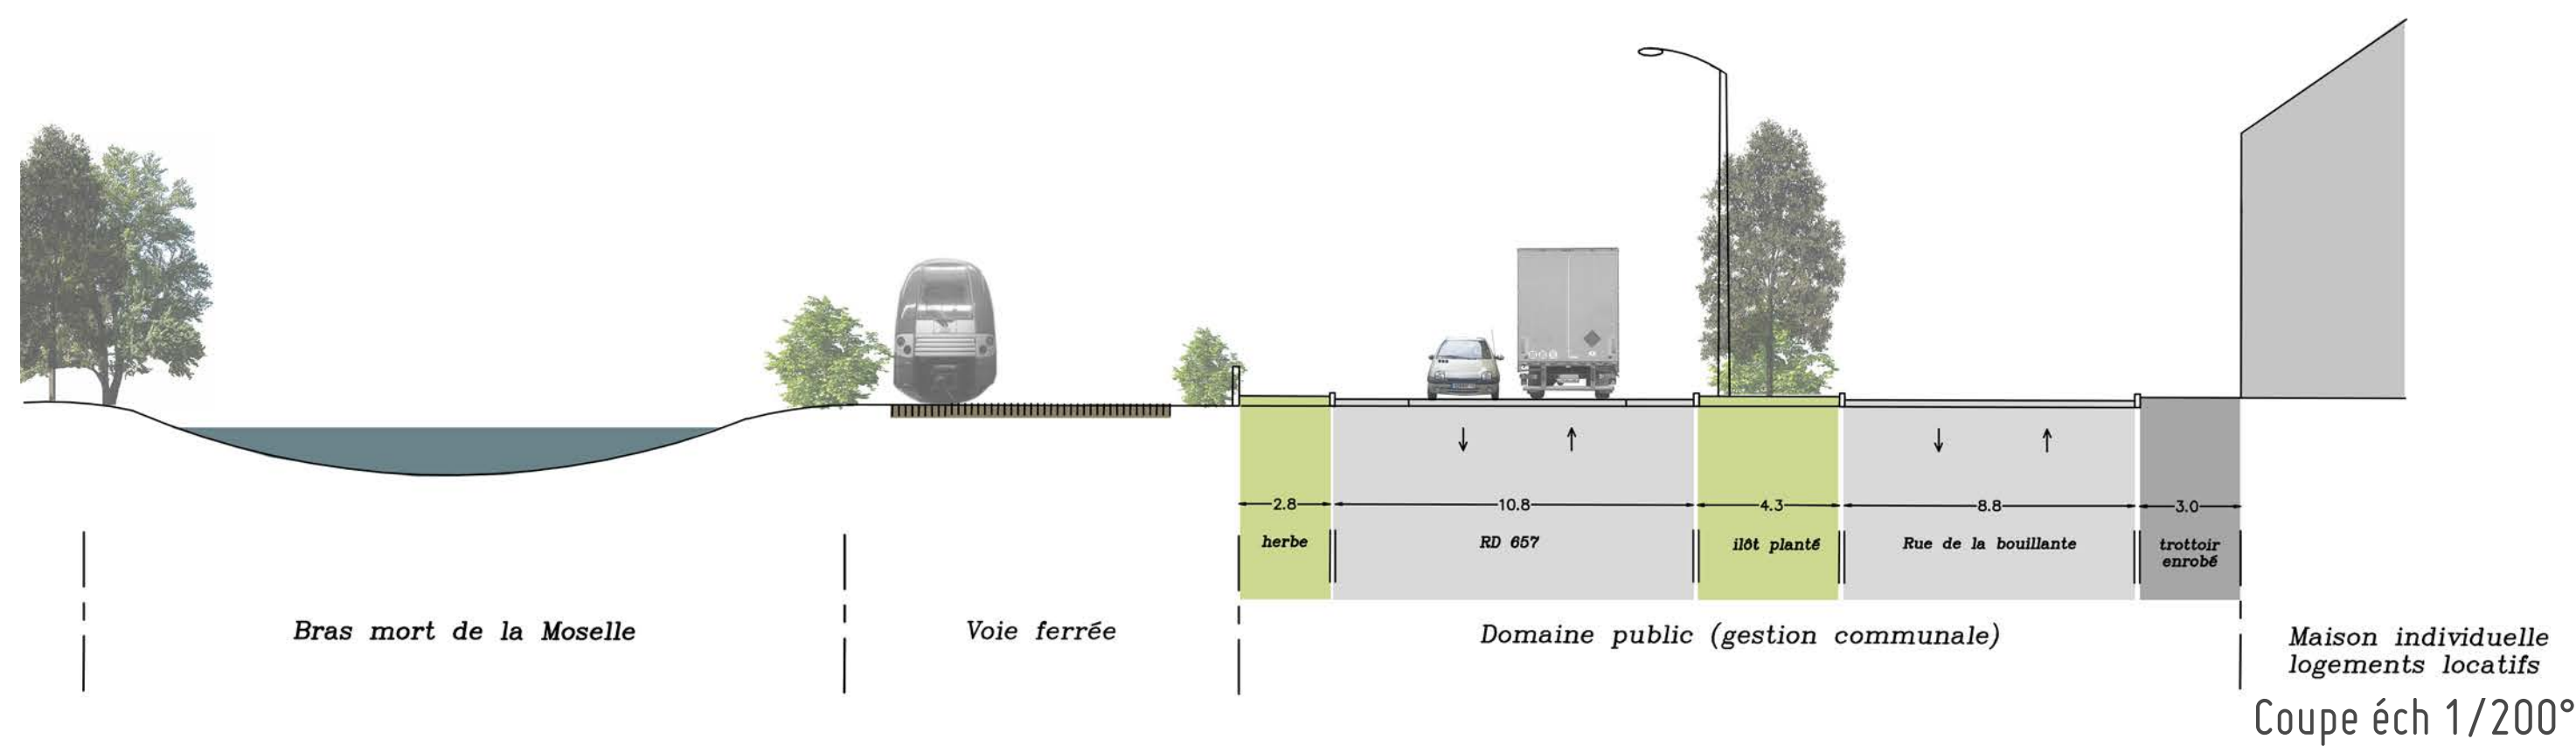 2.8
10.8
4.3
8.8
3.0
herbe
RD 657
ilôt planté
Rue de la bouillante
trottoir
enrobé
Bras mort de la Moselle
Voie ferrée
Domaine public (gestion communale)
Maison individuelle
logements locatifs
Coupe éch 1/200°